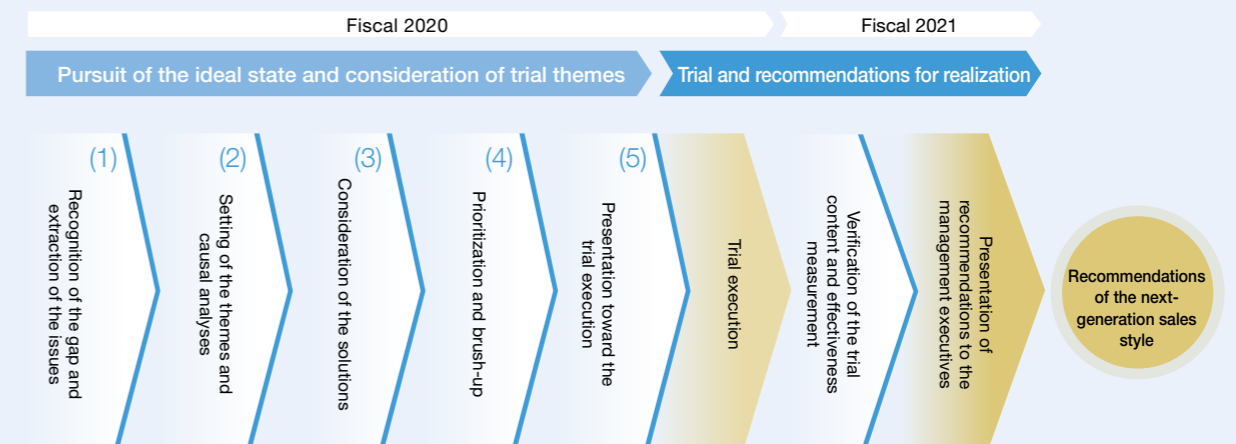 Fiscal 2020
Fiscal 2021
Pursuit of the ideal state and consideration of trial themes
Trial and recommendations for realization
(1)
Recognition of the gap and
extraction of the issues
(2)
Setting of the themes and
causal analyses
(3)
Consideration of the solutions
(4)
Prioritization and brush-up
(5)
Presentation toward the
trial execution
Trial execution
Verification of the trial
content and effectiveness
measurement
Presentation of
recommendations to the
management executives
Recommendations
of the next-
generation sales
style